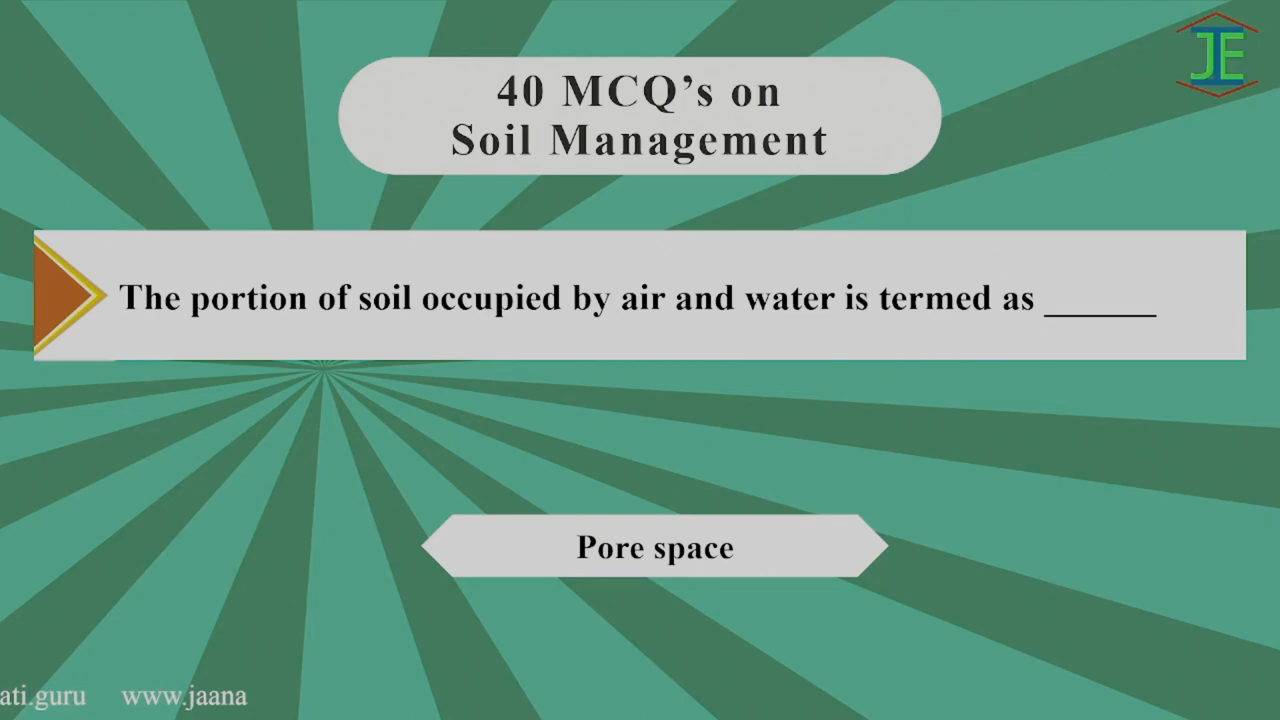 JE
40 MCQ’s on
Soil Management
The portion of soil occupied by air and water is termed as _______
Pore space
ati.guru www.jaana